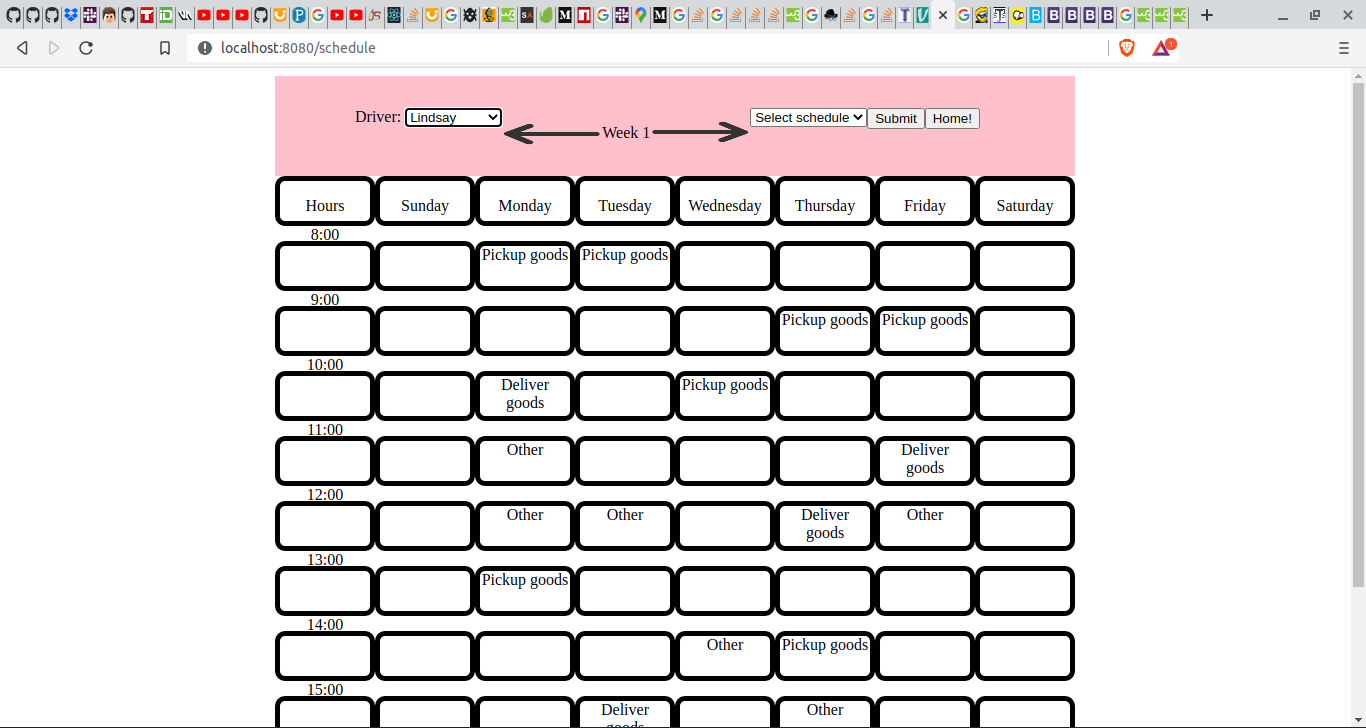 localhost:8080/schedule
1
Driver: Lindsay
Week 1
Select schedule Submit Home!
Hours Sunday Monday Tuesday Wednesday Thursday Friday Saturday
8:00
Pickup goods Pickup goods
9:00
Pickup goods Pickup goods
10:00
Deliver goods Pickup goods
11:00
Other Deliver goods
12:00
Other Other Deliver goods Other
13:00
Pickup goods
14:00
Other Pickup goods
15:00
Deliver goods Other